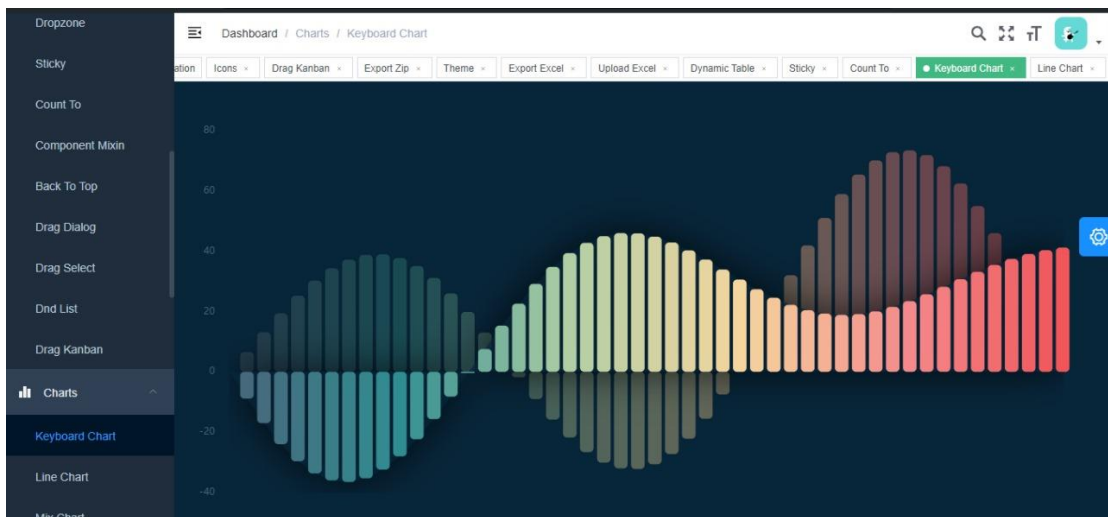 Dropzone
Sticky
Count To
Component Mixin
Back To Top
Drag Dialog
Drag Select
Dnd List
Drag Kanban
Charts
Keyboard Chart
Line Chart
Mix Chart
Dashboard / Charts / Keyboard Chart
ation Icons × Drag Kanban × Export Zip × Theme × Export Excel × Upload Excel × Dynamic Table × Sticky × Count To × Keyboard Chart × Line Chart ×
80
60
40
20
0
-20
-40